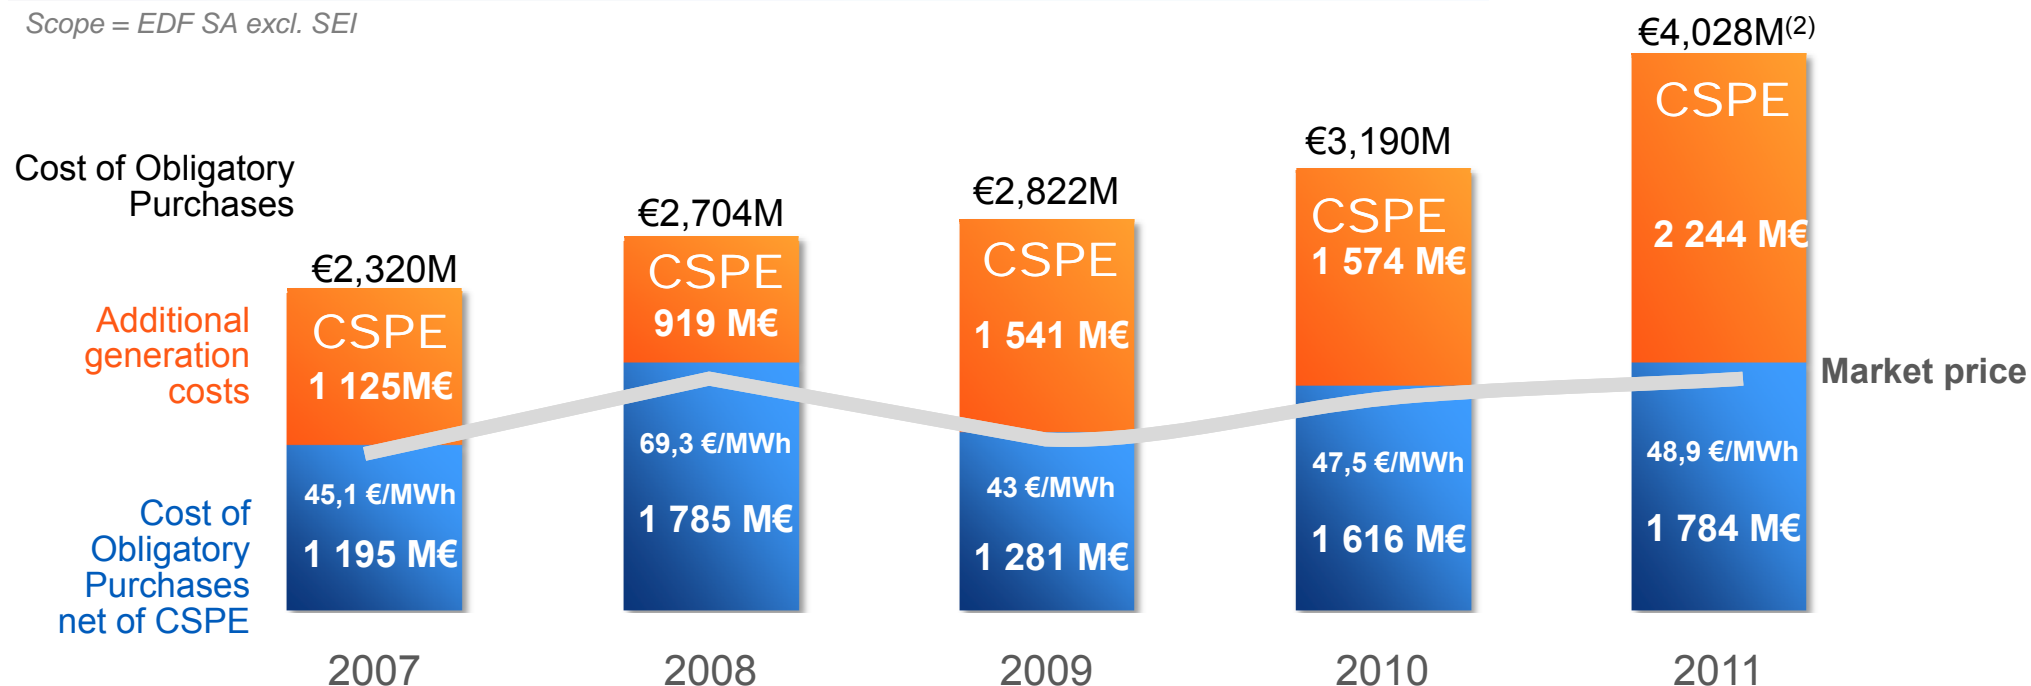 Scope = EDF SA excl. SEI
€4,028M(2)
CSPE
2 244 M€
€3,190M
CSPE
1 574 M€
€2,822M
CSPE
1 541 M€
€2,704M
CSPE
919 M€
€2,320M
CSPE
1 125M€
Cost of Obligatory
Purchases
Additional
generation
costs
Market price
Cost of
Obligatory
Purchases
net of CSPE
45,1 €/MWh
1 195 M€
69,3 €/MWh
1 785 M€
43 €/MWh
1 281 M€
47,5 €/MWh
1 616 M€
48,9 €/MWh
1 784 M€
2007
2008
2009
2010
2011